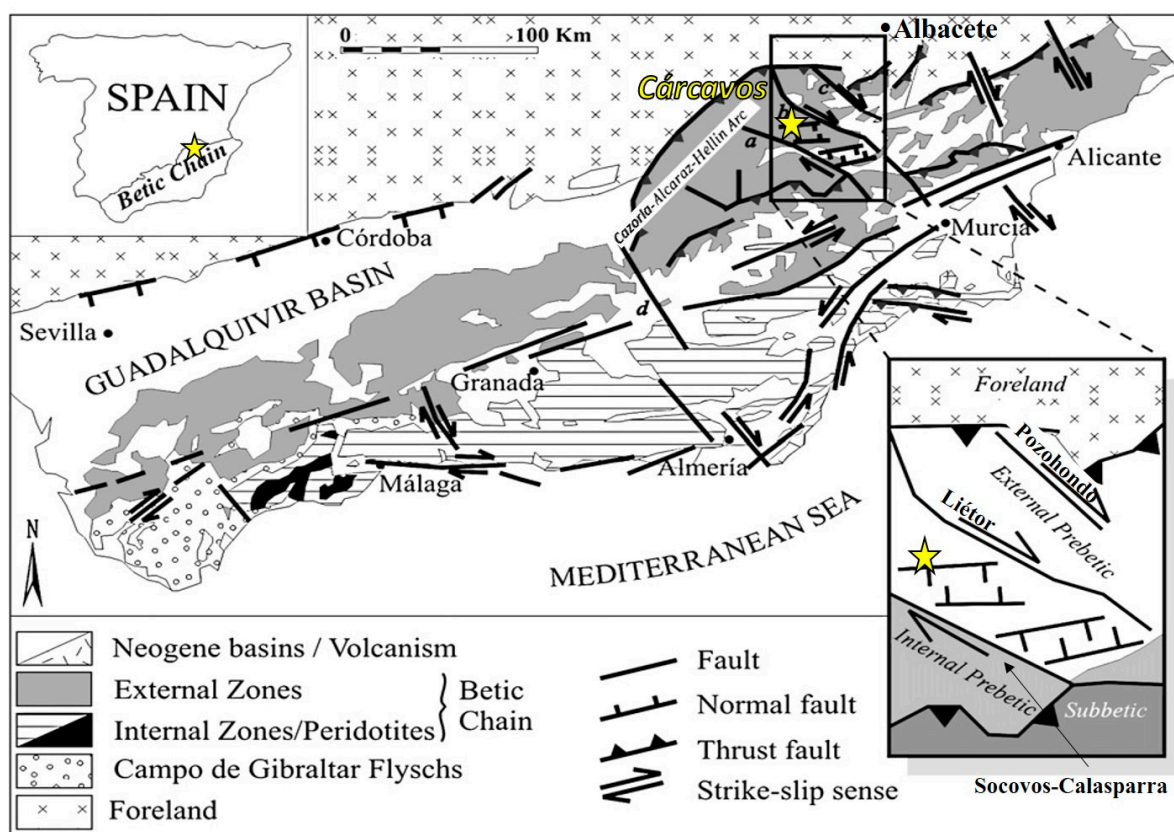 SPAIN
Betic Chain
0 100 Km
Albacete
Cárcavos
c
b
a
Cazorla-Alcaraz-Hellin Arc
Alicante
Murcia
Córdoba
Sevilla
GUADALQUIVIR BASIN
d
Granada
Almería
Málaga
MEDITERRANEAN SEA
N
Foreland
Pozohondo
External Prebetic
Liétor
Internal Prebetic
Subbetic
Socovos-Calasparra
Neogene basins / Volcanism
External Zones
Internal Zones/Peridotites
Betic
Chain
Campo de Gibraltar Flyschs
Foreland
Fault
Normal fault
Thrust fault
Strike-slip sense